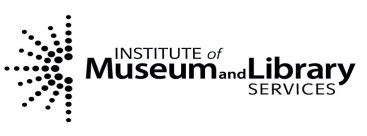 INSTITUTE of
Museum and Library
SERVICES